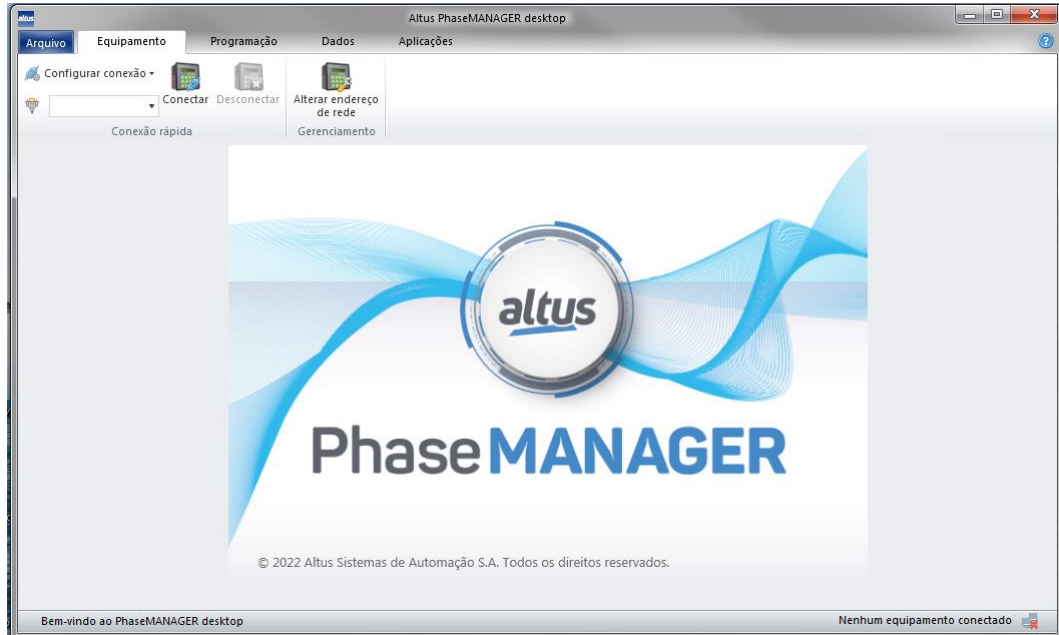 altus
Altus PhaseMANAGER desktop
Arquivo Equipamento Programação Dados Aplicações
Configurar conexão
Conectar Desconectar Alterar endereço
de rede
Conexão rápida Gerenciamento
altus
PhaseMANAGER
© 2022 Altus Sistemas de Automação S.A. Todos os direitos reservados.
Bem-vindo ao PhaseMANAGER desktop Nenhum equipamento conectado